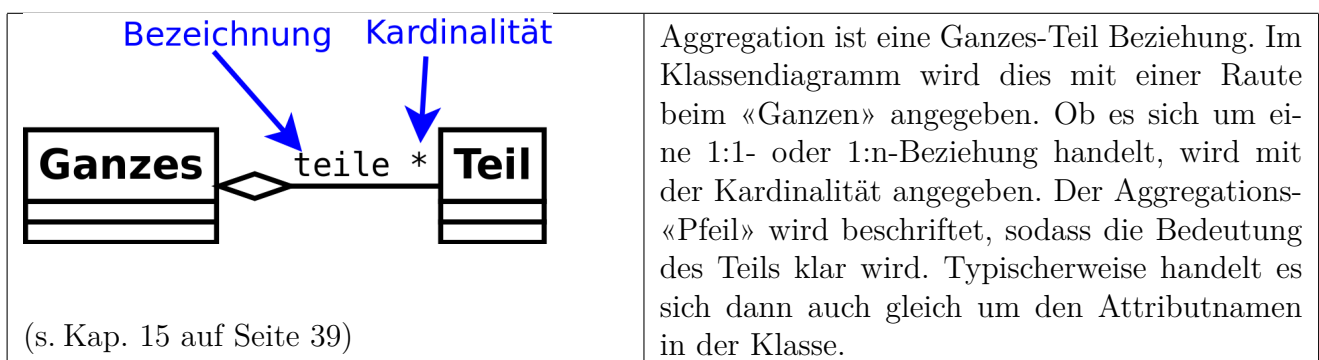 Bezeichnung Kardinalität
Ganzes teile * Teil
(s. Kap. 15 auf Seite 39)
Aggregation ist eine Ganzes-Teil Beziehung. Im
Klassendiagramm wird dies mit einer Raute
beim «Ganzen» angegeben. Ob es sich um ei-
ne 1:1- oder 1:n-Beziehung handelt, wird mit
der Kardinalität angegeben. Der Aggregations-
«Pfeil» wird beschriftet, sodass die Bedeutung
des Teils klar wird. Typischerweise handelt es
sich dann auch gleich um den Attributnamen
in der Klasse.